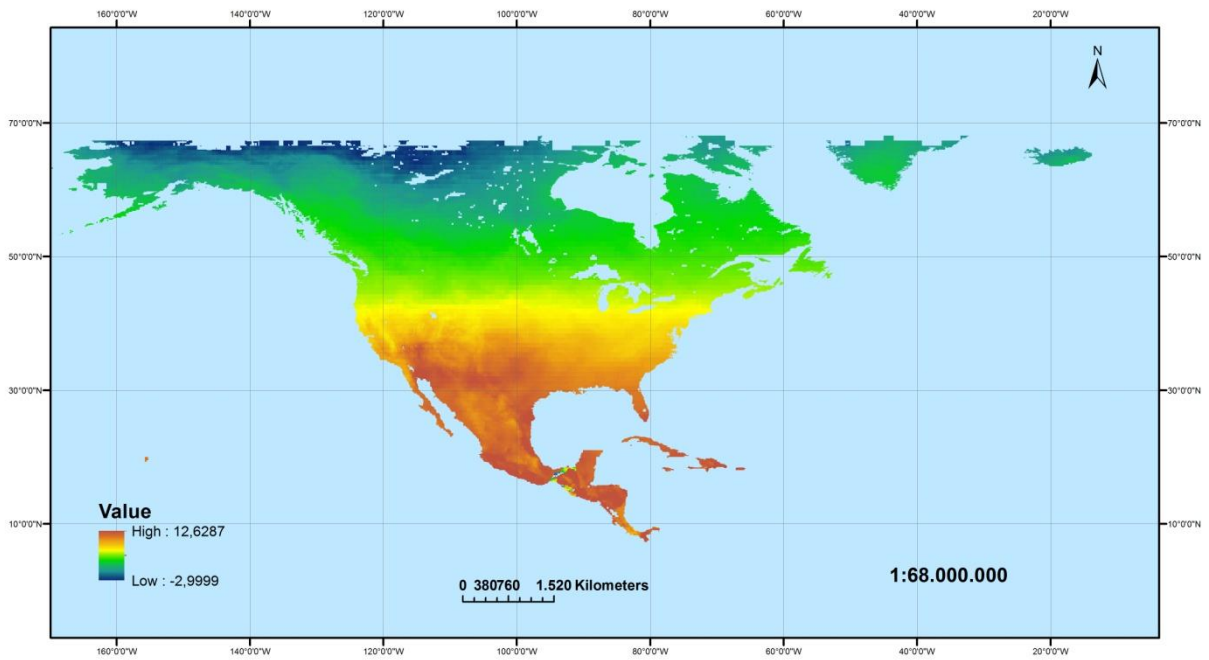 160°0'0"W 140°0'0"W 120°0'0"W 100°0'0"W 80°0'0"W 60°0'0"W 40°0'0"W 20°0'0"W
N
70°0'0"N 70°0'0"N
50°0'0"N 50°0'0"N
30°0'0"N 30°0'0"N
Value
High : 12,6287
10°0'0"N 10°0'0"N
Low : -2,9999
0 380760 1.520 Kilometers
1:68.000.000
160°0'0"W 140°0'0"W 120°0'0"W 100°0'0"W 80°0'0"W 60°0'0"W 40°0'0"W 20°0'0"W